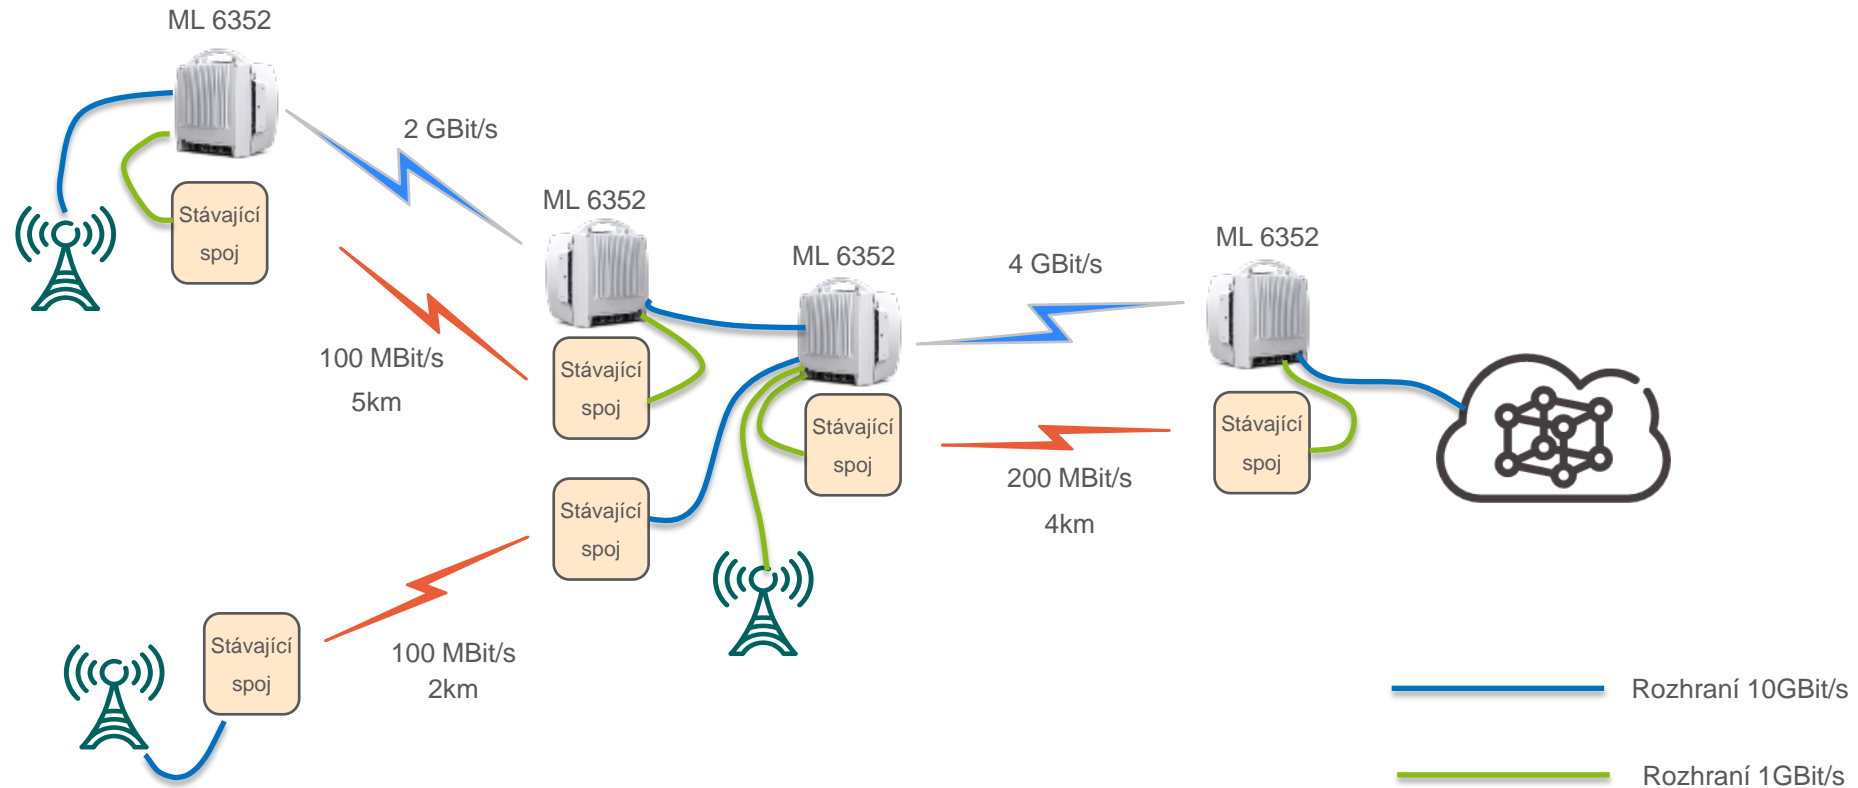 ML 6352
2 GBit/s
Stávající
spoj
ML 6352
ML 6352
ML 6352
4 GBit/s
100 MBit/s
5km
Stávající
spoj
Stávající
spoj
Stávající
spoj
200 MBit/s
4km
Stávající
spoj
Stávající
spoj
100 MBit/s
2km
Rozhraní 10GBit/s
Rozhraní 1GBit/s